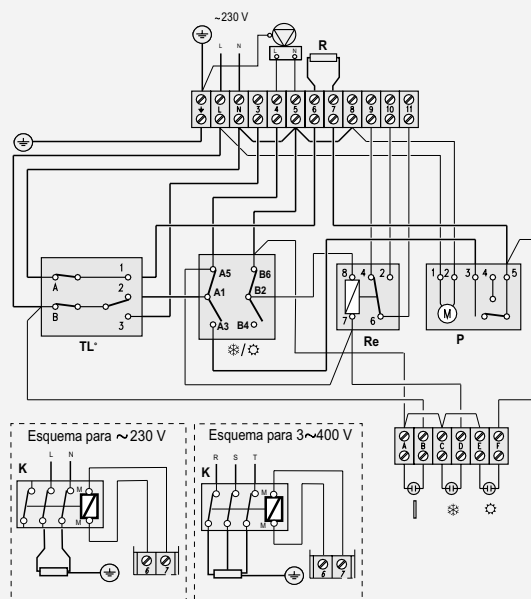 ~230 V
L N
L N
R
L N 3 4 5 6 7 8 9 10 11
A 1
2
B
3
TL*
A5 B6
A1 B2
A3 B4
/
8 4 2
7 6
Re
1 2 3 4 5
M
P
A B C D E F
Esquema para ~230 V
K
L N
M
M
6 7
Esquema para 3~400 V
K
R S T
M
M
6 7